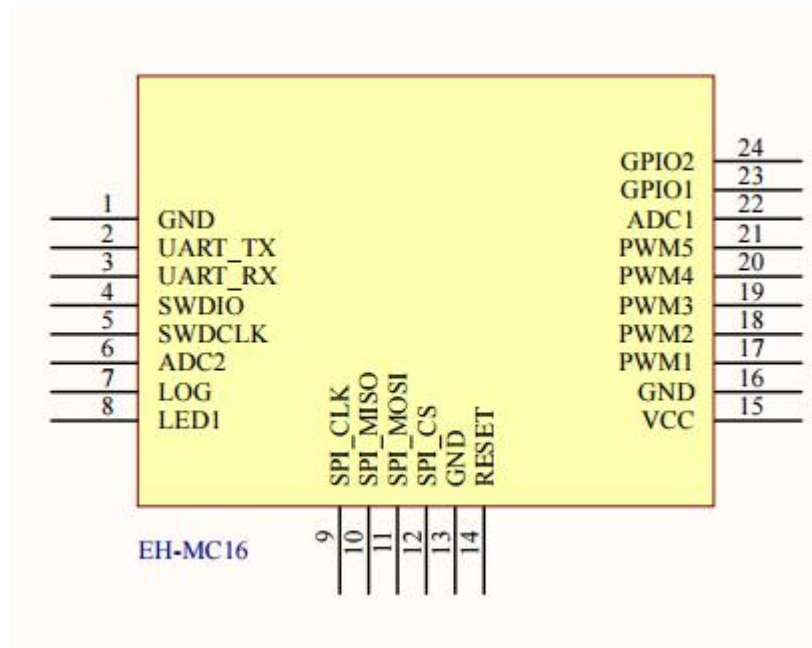 1 GND
2 UART_TX
3 UART_RX
4 SWDIO
5 SWDCLK
6 ADC2
7 LOG
8 LED1
SPI_CLK 9
SPI_MISO 10
SPI_MOSI 11
SPI_CS 12
GND 13
RESET 14
GPIO2 24
GPIO1 23
ADC1 22
PWM5 21
PWM4 20
PWM3 19
PWM2 18
PWM1 17
GND 16
VCC 15
EH-MC16